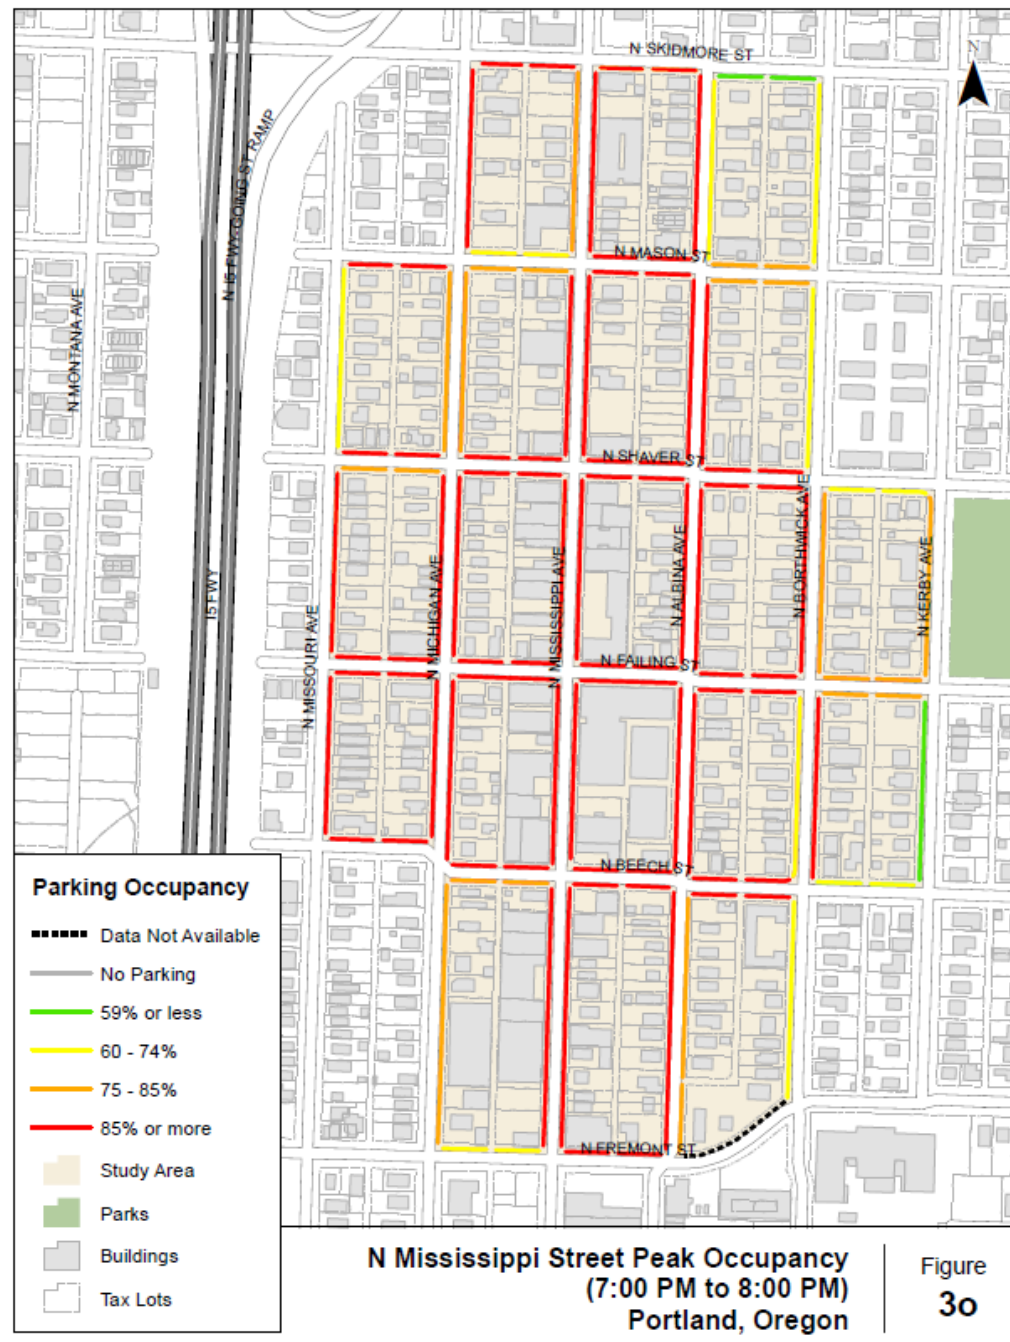 N SKIDMORE ST
N
N I5 FWY-GOING ST RAMP
N MASON ST
N MONTANA AVE
N SHAVER ST
I5 FWY
N MISSOURI AVE
N MICHIGAN AVE
N MISSISSIPPI AVE
N ALBINA AVE
N BORTHWICK AVE
N KERBY AVE
N FAILING ST
N BEECH ST
N FREMONT ST
Parking Occupancy
Data Not Available
No Parking
59% or less
60 - 74%
75 - 85%
85% or more
Study Area
Parks
Buildings
Tax Lots
N Mississippi Street Peak Occupancy
(7:00 PM to 8:00 PM)
Portland, Oregon
Figure
3o